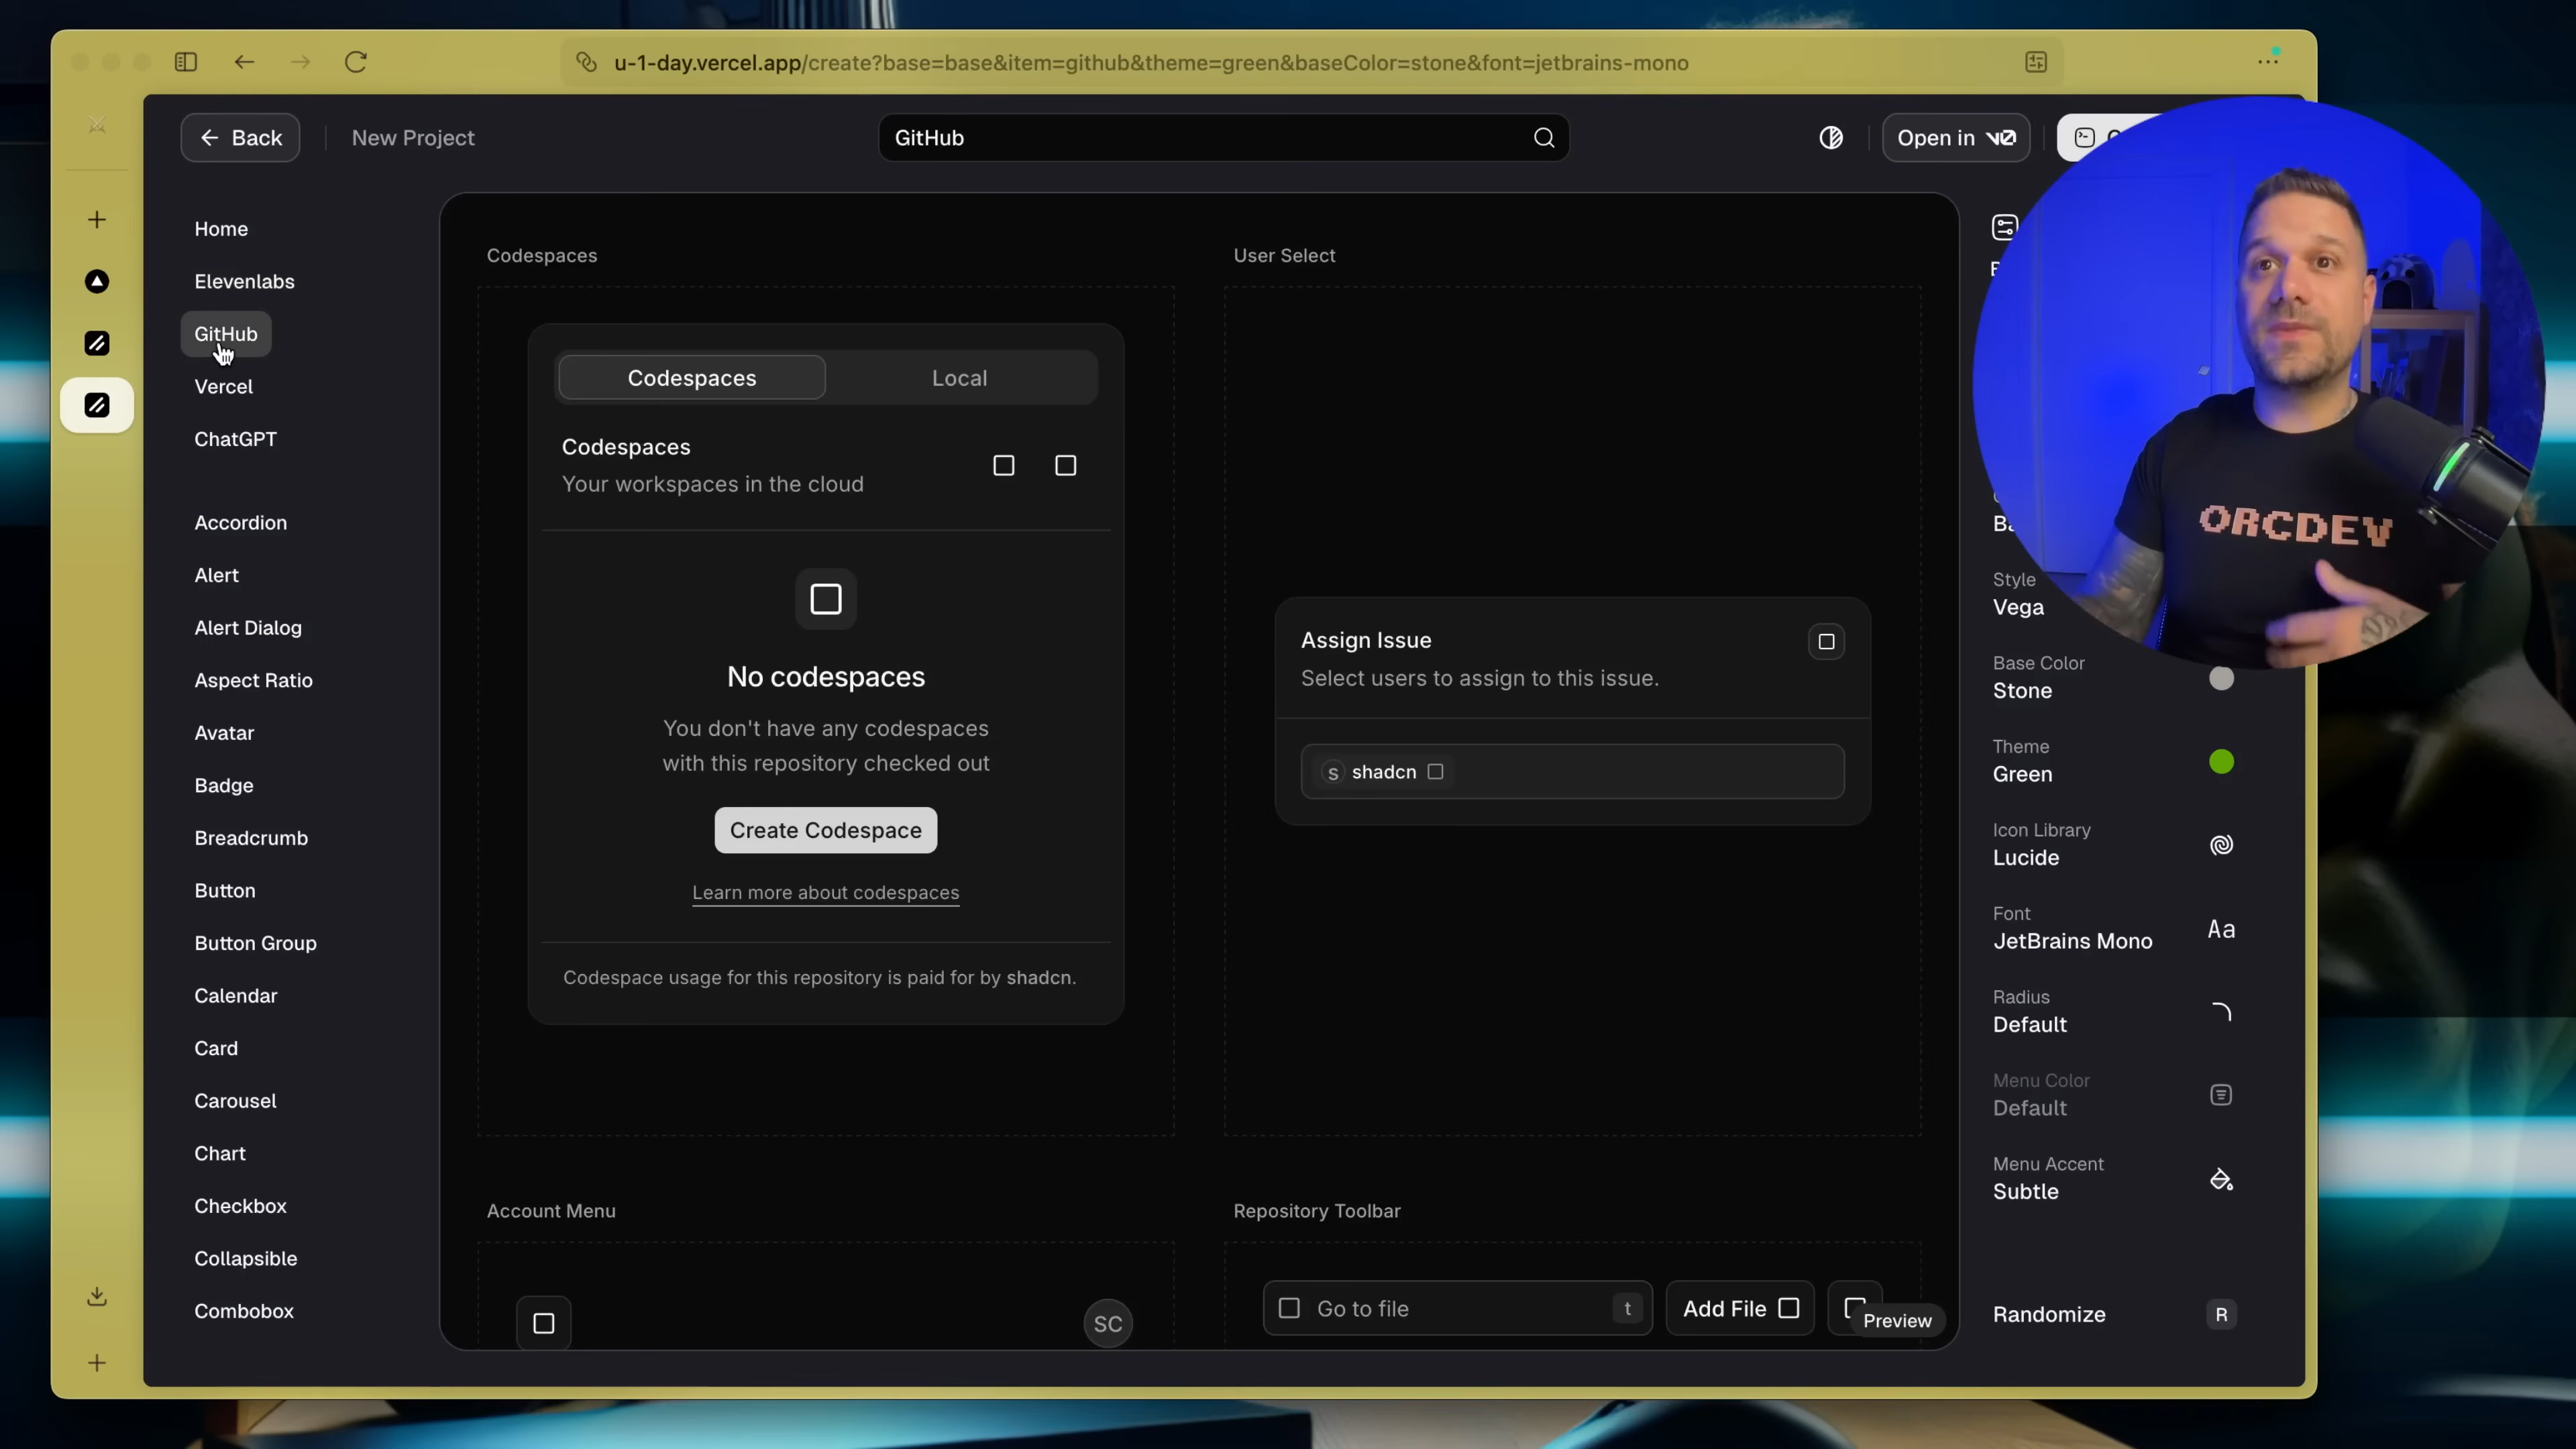 u-1-day.vercel.app/create?base=base&item=github&theme=green&baseColor=stone&font=jetbrains-mono
Back
New Project
GitHub
Open in v0
Home
Elevenlabs
GitHub
Vercel
ChatGPT
Accordion
Alert
Alert Dialog
Aspect Ratio
Avatar
Badge
Breadcrumb
Button
Button Group
Calendar
Card
Carousel
Chart
Checkbox
Collapsible
Combobox
Codespaces
Codespaces
Local
Codespaces
Your workspaces in the cloud
No codespaces
You don't have any codespaces
with this repository checked out
Create Codespace
Learn more about codespaces
Codespace usage for this repository is paid for by shadcn.
User Select
Assign Issue
Select users to assign to this issue.
S shadcn
Account Menu
SC
Repository Toolbar
Go to file
t
Add File
Preview
ORCDEV
Style
Vega
Base Color
Stone
Theme
Green
Icon Library
Lucide
Font
JetBrains Mono
Aa
Radius
Default
Menu Color
Default
Menu Accent
Subtle
Randomize
R